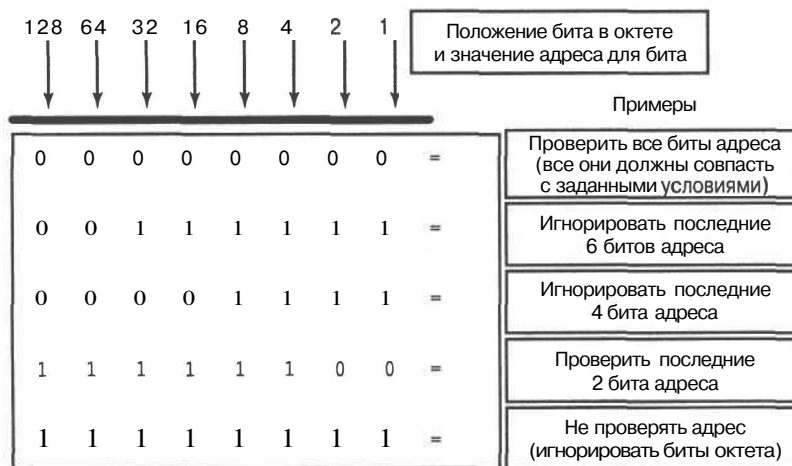 128 64 32 16 8 4 2 1
Положение бита в октете
и значение адреса для бита
Примеры
0 0 0 0 0 0 0 0 =
Проверить все биты адреса
(все они должны совпасть
с заданными условиями)
0 0 1 1 1 1 1 1 =
Игнорировать последние
6 битов адреса
0 0 0 0 1 1 1 1 =
Игнорировать последние
4 бита адреса
1 1 1 1 1 1 0 0 =
Проверить последние
2 бита адреса
1 1 1 1 1 1 1 1 =
Не проверять адрес
(игнорировать биты октета)